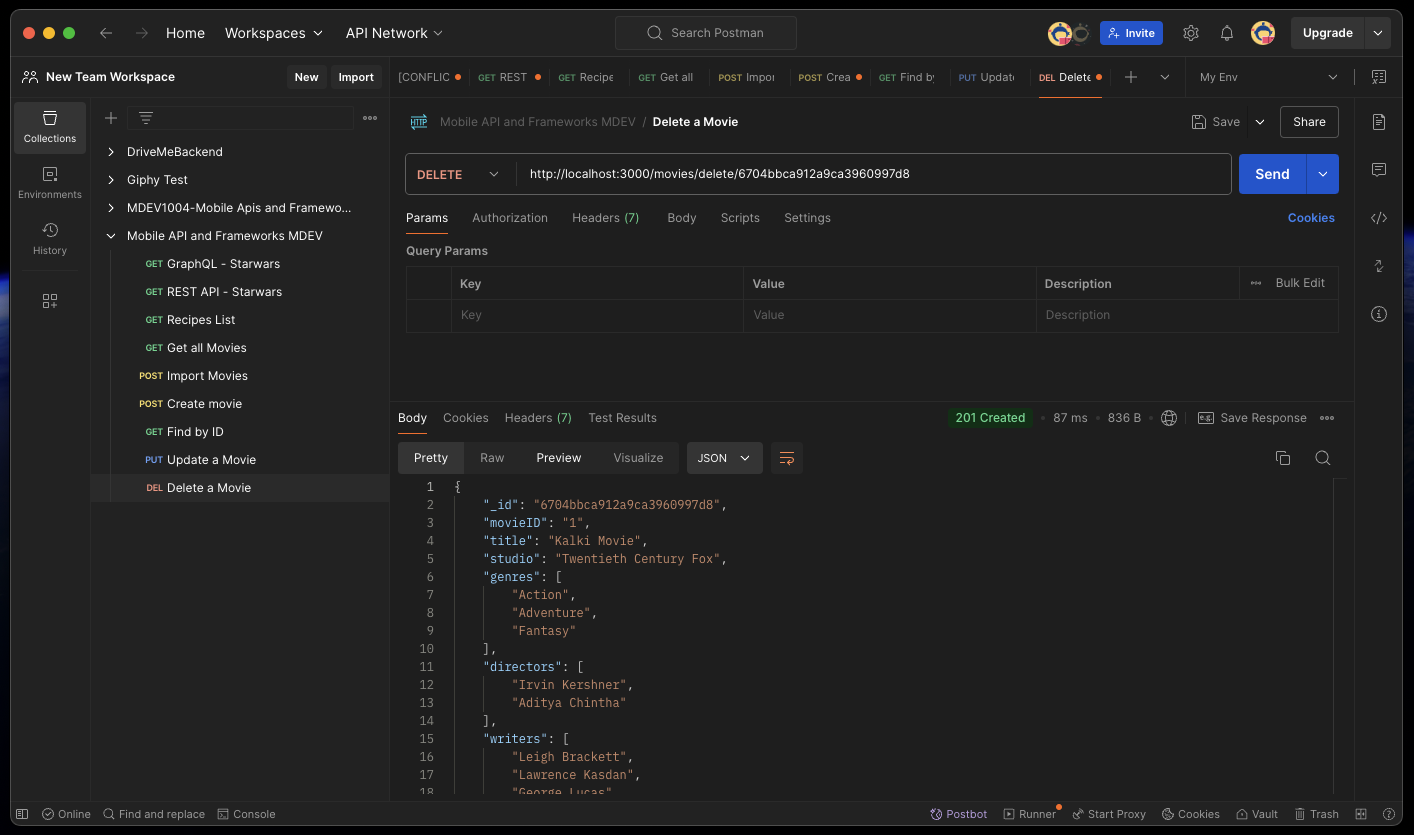 Home Workspaces API Network Search Postman Invite Upgrade
New Team Workspace New Import [CONFLIC GET REST GET Recipe GET Get all POST Impor POST Crea GET Find by PUT Update DEL Delete My Env
Collections
Environments
History
DriveMeBackend
Giphy Test
MDEV1004-Mobile Apis and Framewo...
Mobile API and Frameworks MDEV
GET GraphQL - Starwars
GET REST API - Starwars
GET Recipes List
GET Get all Movies
POST Import Movies
POST Create movie
GET Find by ID
PUT Update a Movie
DEL Delete a Movie
HTTP Mobile API and Frameworks MDEV / Delete a Movie Save Share
DELETE http://localhost:3000/movies/delete/6704bbca912a9ca3960997d8 Send
Params Authorization Headers (7) Body Scripts Settings Cookies
Query Params
Key Value Description Bulk Edit
Key Value Description
Body Cookies Headers (7) Test Results 201 Created 87 ms 836 B e.g. Save Response
Pretty Raw Preview Visualize JSON
1 {
2 "_id": "6704bbca912a9ca3960997d8",
3 "movieID": "1",
4 "title": "Kalki Movie",
5 "studio": "Twentieth Century Fox",
6 "genres": [
7 "Action",
8 "Adventure",
9 "Fantasy"
10 ],
11 "directors": [
12 "Irvin Kershner",
13 "Aditya Chintha"
14 ],
15 "writers": [
16 "Leigh Brackett",
17 "Lawrence Kasdan",
18 "George Lucas"
Online Find and replace Console Postbot Runner Start Proxy Cookies Vault Trash